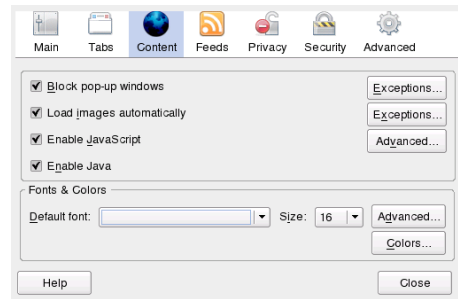 Main Tabs Content Feeds Privacy Security Advanced
Block pop-up windows Exceptions...
Load images automatically Exceptions...
Enable JavaScript Advanced...
Enable Java
Fonts & Colors
Default font: Size: 16 Advanced...
Colors...
Help Close